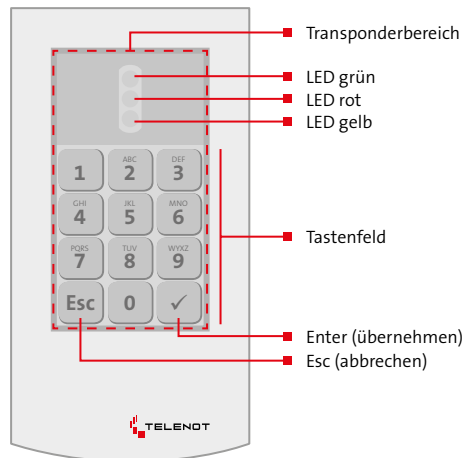 Transponderbereich
LED grün
LED rot
LED gelb
ABC DEF
1 2 3
GHI JKL MNO
4 5 6
Tastenfeld
PQRS TUV WYXZ
7 8 9
Esc 0 ✓
Enter (übernehmen)
Esc (abbrechen)
TELENOT